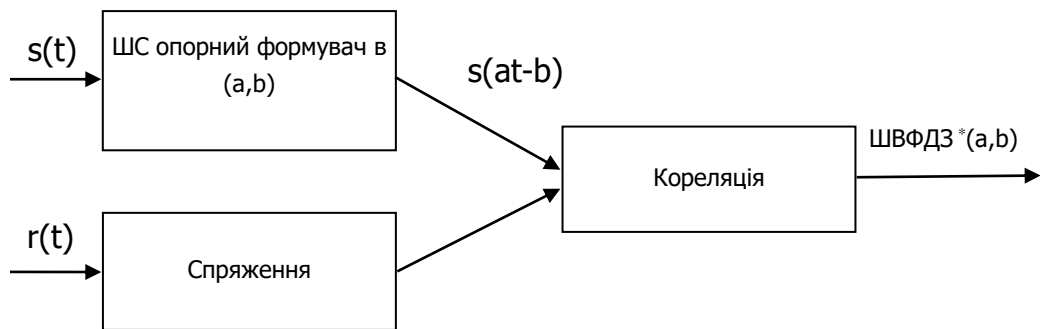 s(t)
ШС опорний формувач в
(a,b)
s(at-b)
ШВФДЗ *(a,b)
Кореляція
r(t)
Спряження